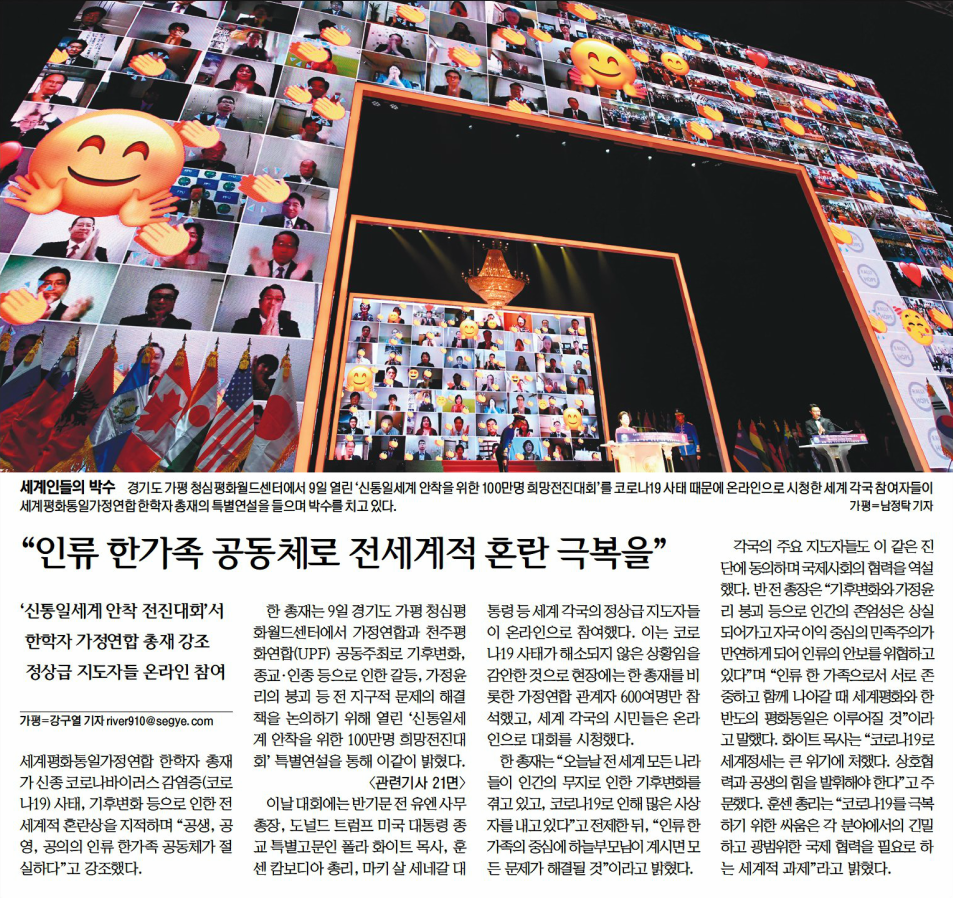 세계인들의 박수 경기도 가평 청심평화월드센터에서 9일 열린 ‘신통일세계 안착을 위한 100만명 희망전진대회’를 코로나19 사태 때문에 온라인으로 시청한 세계 각국 참여자들이
세계평화통일가정연합 한학자 총재의 특별연설을 들으며 박수를 치고 있다.
가평=남정탁 기자
“인류 한가족 공동체로 전세계적 혼란 극복을”
‘신통일세계 안착 전진대회’서
한학자 가정연합 총재 강조
정상급 지도자들 온라인 참여
가평=강구열 기자 river910@segye.com
세계평화통일가정연합 한학자 총재
가 신종 코로나바이러스 감염증(코로
나19) 사태, 기후변화 등으로 인한 전
세계적 혼란상을 지적하며 “공생, 공
영, 공의의 인류 한가족 공동체가 절
실하다”고 강조했다.
한 총재는 9일 경기도 가평 청심평
화월드센터에서 가정연합과 천주평
화연합(UPF) 공동주최로 기후변화,
종교·인종 등으로 인한 갈등, 가정윤
리의 붕괴 등 전 지구적 문제의 해결
책을 논의하기 위해 열린 ‘신통일세
계 안착을 위한 100만명 희망전진대
회’ 특별연설을 통해 이같이 밝혔다.
〈관련기사 21면〉
이날 대회에는 반기문 전 유엔 사무
총장, 도널드 트럼프 미국 대통령 종
교 특별고문인 폴라 화이트 목사, 훈
센 캄보디아 총리, 마키 살 세네갈 대
통령 등 세계 각국의 정상급 지도자들
이 온라인으로 참여했다. 이는 코로
나19 사태가 해소되지 않은 상황임을
감안한 것으로 현장에는 한 총재를 비
롯한 가정연합 관계자 600여명만 참
석했고, 세계 각국의 시민들은 온라
인으로 대회를 시청했다.
한 총재는 “오늘날 전 세계 모든 나라
들이 인간의 무지로 인한 기후변화를
겪고 있고, 코로나19로 인해 많은 사상
자를 내고 있다”고 전제한 뒤, “인류 한
가족의 중심에 하늘부모님이 계시면 모
든 문제가 해결될 것”이라고 밝혔다.
각국의 주요 지도자들도 이 같은 진
단에 동의하며 국제사회의 협력을 역설
했다. 반 전 총장은 “기후변화와 가정윤
리 붕괴 등으로 인간의 존엄성은 상실
되어가고 자국 이익 중심의 민족주의가
만연하게 되어 인류의 안보를 위협하고
있다”며 “인류 한 가족으로서 서로 존
중하고 함께 나아갈 때 세계평화와 한
반도의 평화통일은 이루어질 것”이라
고 말했다. 화이트 목사는 “코로나19로
세계정세는 큰 위기에 처했다. 상호협
력과 공생의 힘을 발휘해야 한다”고 주
문했다. 훈센 총리는 “코로나19를 극복
하기 위한 싸움은 각 분야에서의 긴밀
하고 광범위한 국제 협력을 필요로 하
는 세계적 과제”라고 밝혔다.